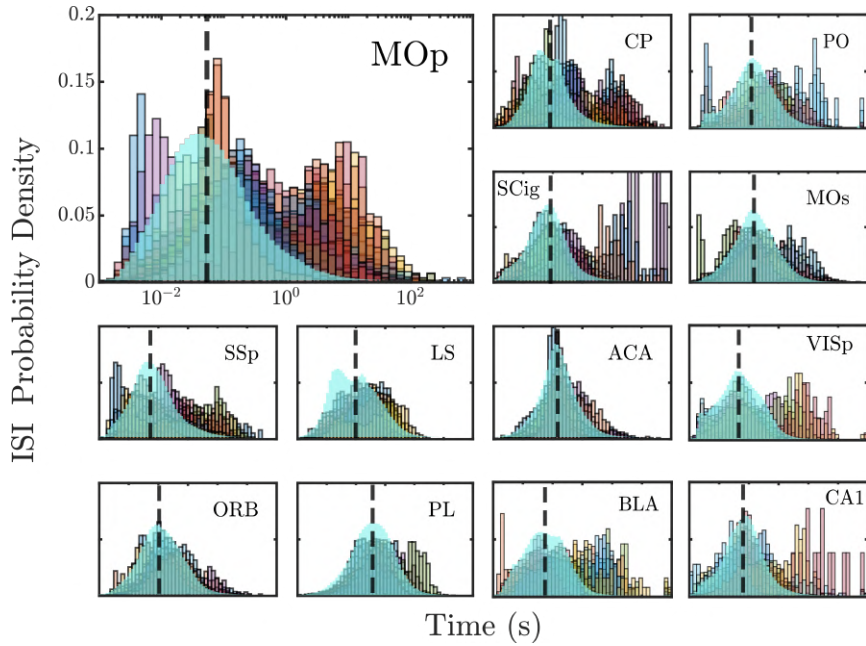 ISI Probability Density
0.2
0.15
0.1
0.05
0
10⁻²
10⁰
10²
MOp
CP
PO
SCig
MOs
SSp
LS
ACA
VISp
ORB
PL
BLA
CA1
Time (s)